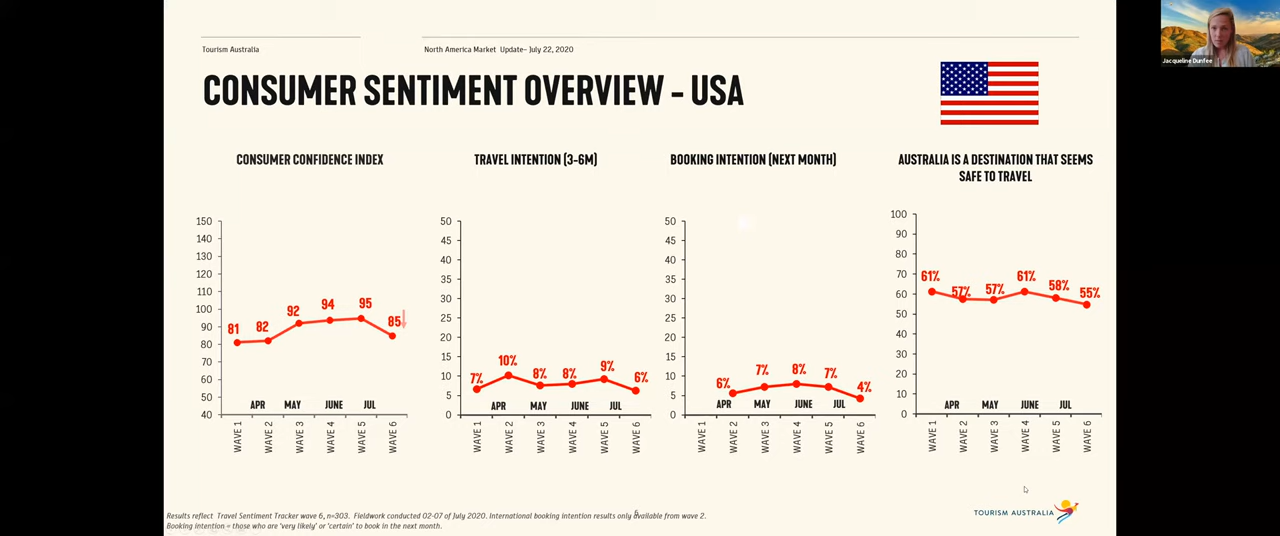 Jacqueline Dunfee
Tourism Australia
North America Market Update– July 22, 2020
CONSUMER SENTIMENT OVERVIEW - USA
CONSUMER CONFIDENCE INDEX
150
140
130
120
110
100
90
80
70
60
50
40
81
82
92
94
95
85
APR MAY JUNE JUL
WAVE 1
WAVE 2
WAVE 3
WAVE 4
WAVE 5
WAVE 6
TRAVEL INTENTION (3-6M)
50
45
40
35
30
25
20
15
10
5
0
7%
10%
8%
8%
9%
6%
APR MAY JUNE JUL
WAVE 1
WAVE 2
WAVE 3
WAVE 4
WAVE 5
WAVE 6
BOOKING INTENTION (NEXT MONTH)
50
45
40
35
30
25
20
15
10
5
0
6%
7%
8%
7%
4%
APR MAY JUNE JUL
WAVE 1
WAVE 2
WAVE 3
WAVE 4
WAVE 5
WAVE 6
AUSTRALIA IS A DESTINATION THAT SEEMS
SAFE TO TRAVEL
100
90
80
70
60
50
40
30
20
10
0
61%
57%
57%
61%
58%
55%
APR MAY JUNE JUL
WAVE 1
WAVE 2
WAVE 3
WAVE 4
WAVE 5
WAVE 6
Results reflect Travel Sentiment Tracker wave 6, n=303. Fieldwork conducted 02-07 of July 2020. International booking intention results only available from wave 2.
Booking intention = those who are 'very likely' or 'certain' to book in the next month.
6
TOURISM AUSTRALIA